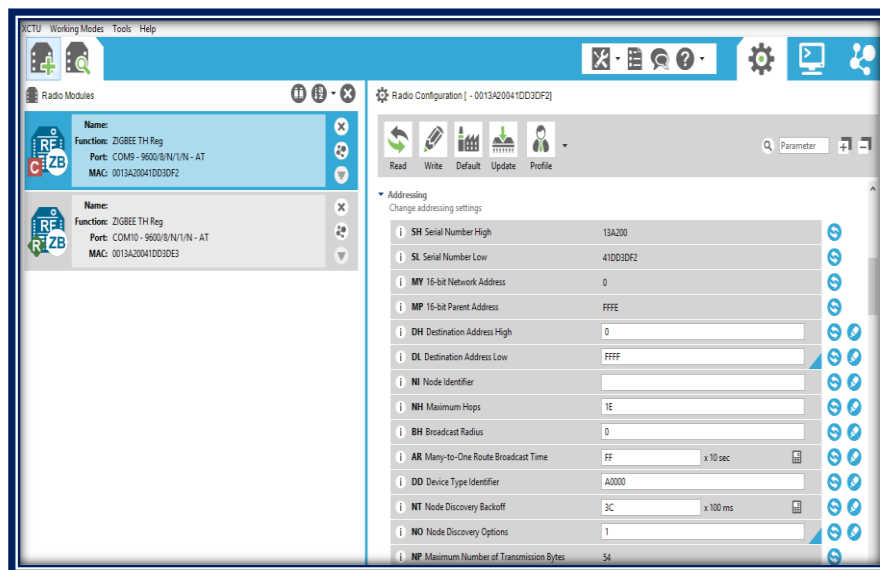 XCTU Working Modes Tools Help
Radio Modules
Name:
Function: ZIGBEE TH Reg
Port: COM9 - 9600/8/N/1/N - AT
MAC: 0013A20041DD3DF2
RF
C ZB
Name:
Function: ZIGBEE TH Reg
Port: COM10 - 9600/8/N/1/N - AT
MAC: 0013A20041DD3DE3
RF
R ZB
Radio Configuration [ - 0013A20041DD3DF2]
Read Write Default Update Profile
Parameter
Addressing
Change addressing settings
i SH Serial Number High 13A200
i SL Serial Number Low 41DD3DF2
i MY 16-bit Network Address 0
i MP 16-bit Parent Address FFFE
i DH Destination Address High 0
i DL Destination Address Low FFFF
i NI Node Identifier
i NH Maximum Hops 1E
i BH Broadcast Radius 0
i AR Many-to-One Route Broadcast Time FF x 10 sec
i DD Device Type Identifier A0000
i NT Node Discovery Backoff 3C x 100 ms
i NO Node Discovery Options 1
i NP Maximum Number of Transmission Bytes 54